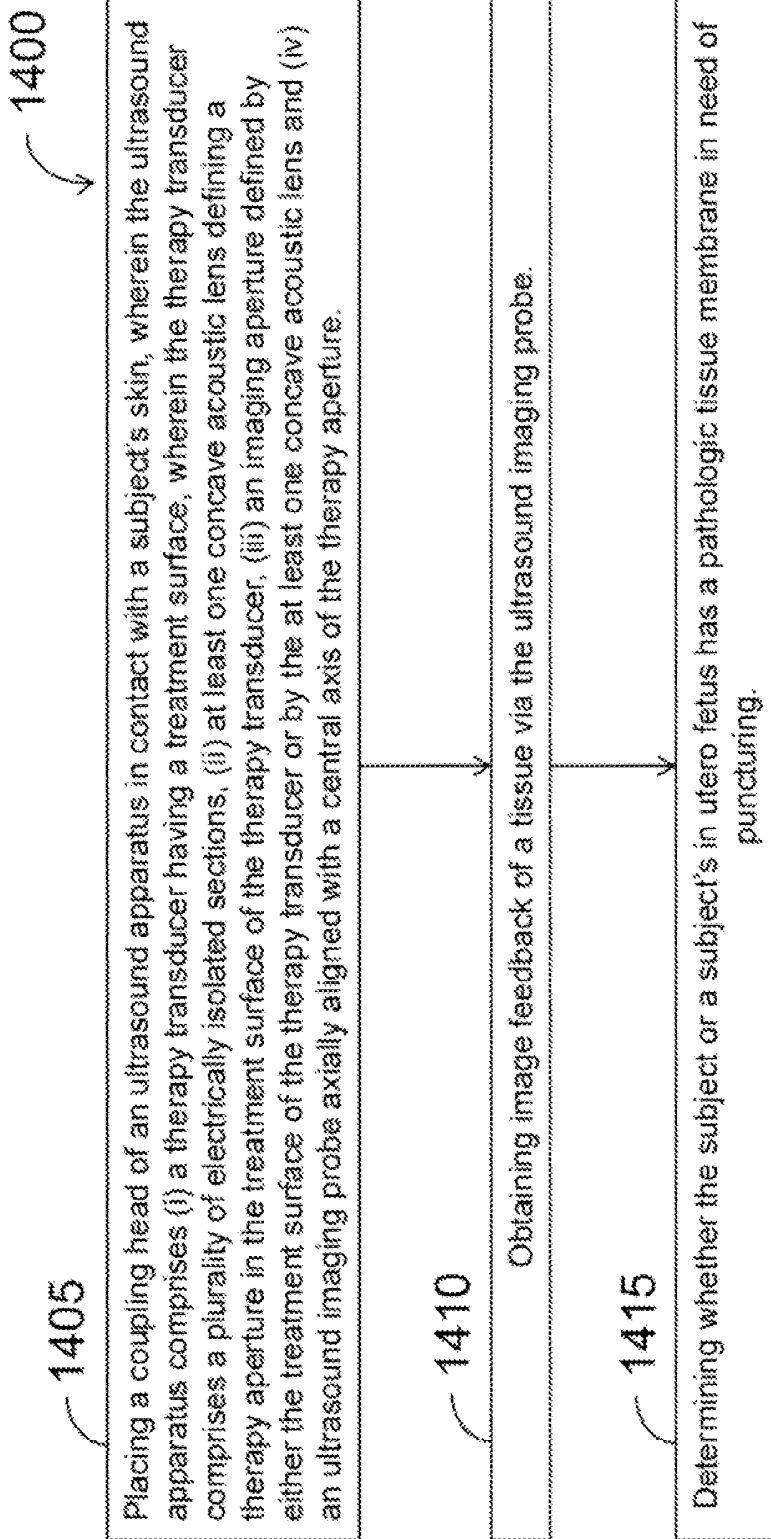 1400
1405
Placing a coupling head of an ultrasound apparatus in contact with a subject's skin, wherein the ultrasound
apparatus comprises (i) a therapy transducer having a treatment surface, wherein the therapy transducer
comprises a plurality of electrically isolated sections, (ii) at least one concave acoustic lens defining a
therapy aperture in the treatment surface of the therapy transducer, (iii) an imaging aperture defined by
either the treatment surface of the therapy transducer or by the at least one concave acoustic lens and (iv)
an ultrasound imaging probe axially aligned with a central axis of the therapy aperture.
1410
Obtaining image feedback of a tissue via the ultrasound imaging probe.
1415
Determining whether the subject or a subject's in utero fetus has a pathologic tissue membrane in need of
puncturing.